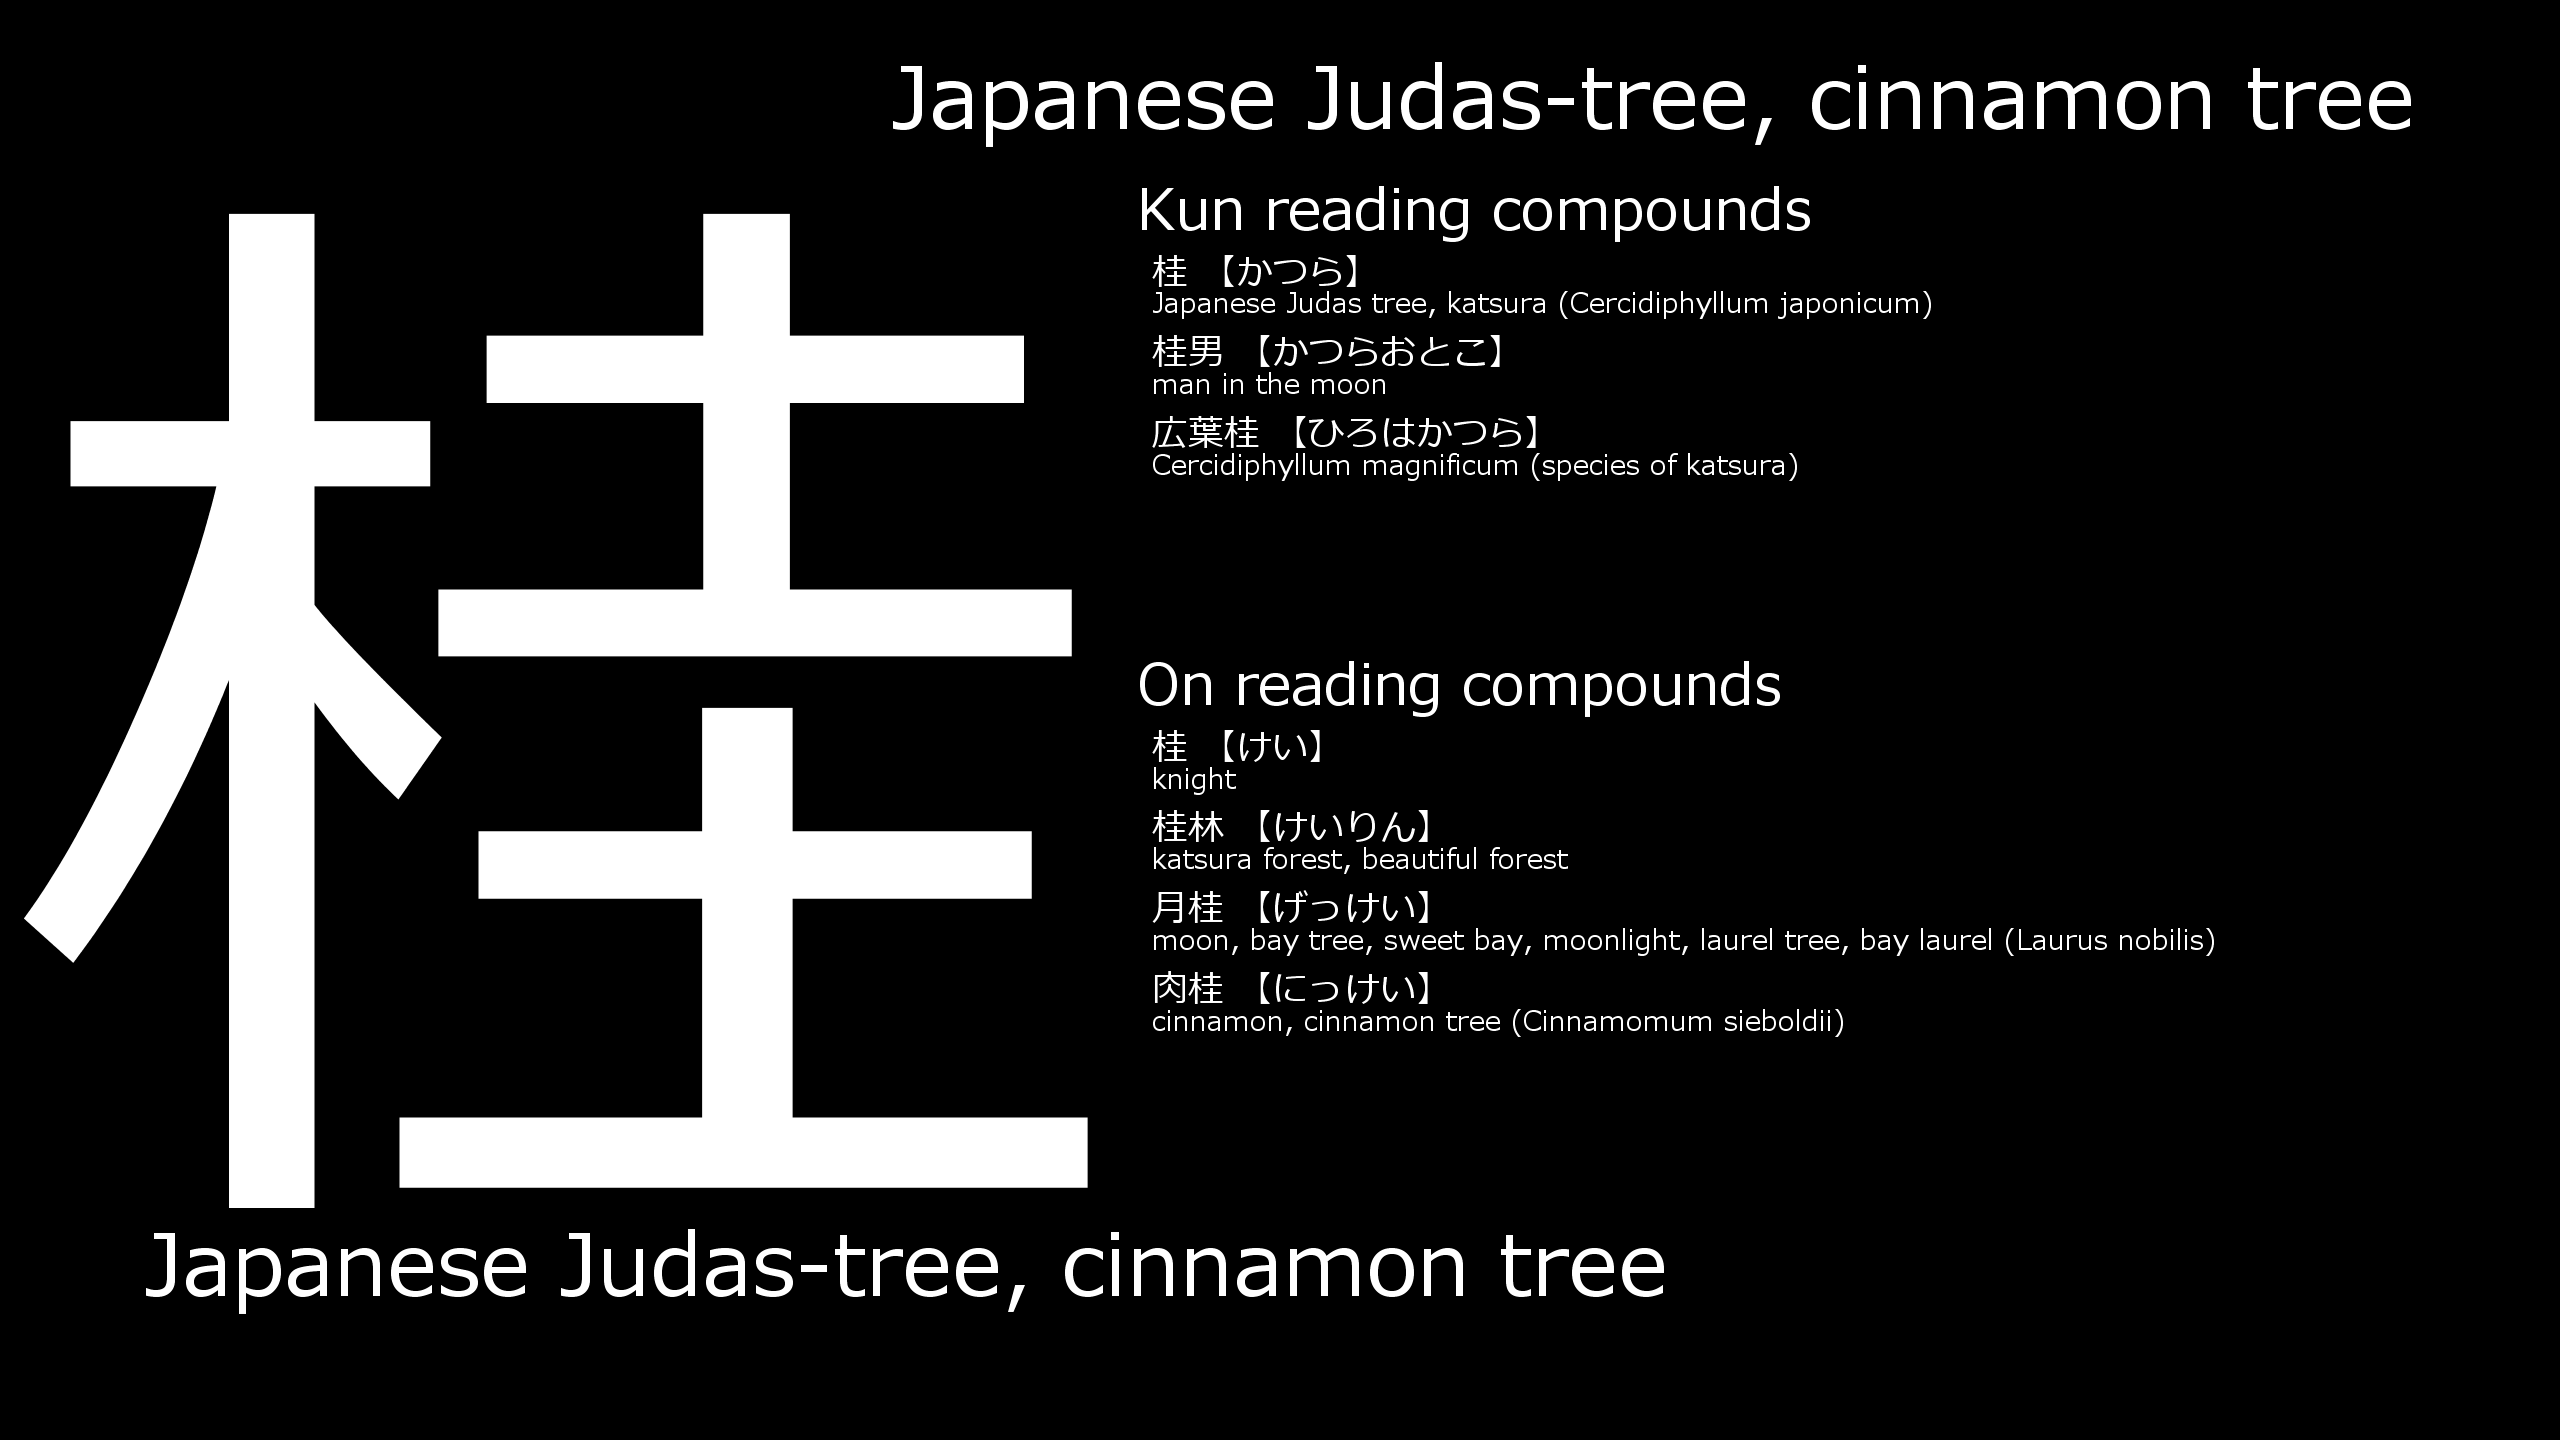 Japanese Judas-tree, cinnamon tree
桂
Kun reading compounds
桂 【かつら】
Japanese Judas tree, katsura (Cercidiphyllum japonicum)
桂男 【かつらおとこ】
man in the moon
広葉桂 【ひろはかつら】
Cercidiphyllum magnificum (species of katsura)
On reading compounds
桂 【けい】
knight
桂林 【けいりん】
katsura forest, beautiful forest
月桂 【げっけい】
moon, bay tree, sweet bay, moonlight, laurel tree, bay laurel (Laurus nobilis)
肉桂 【にっけい】
cinnamon, cinnamon tree (Cinnamomum sieboldii)
Japanese Judas-tree, cinnamon tree